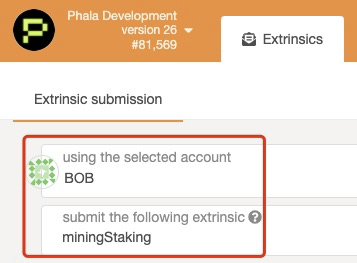 Phala Development
version 26
#81,569
Extrinsics
Extrinsic submission
using the selected account
BOB
submit the following extrinsic
miningStaking